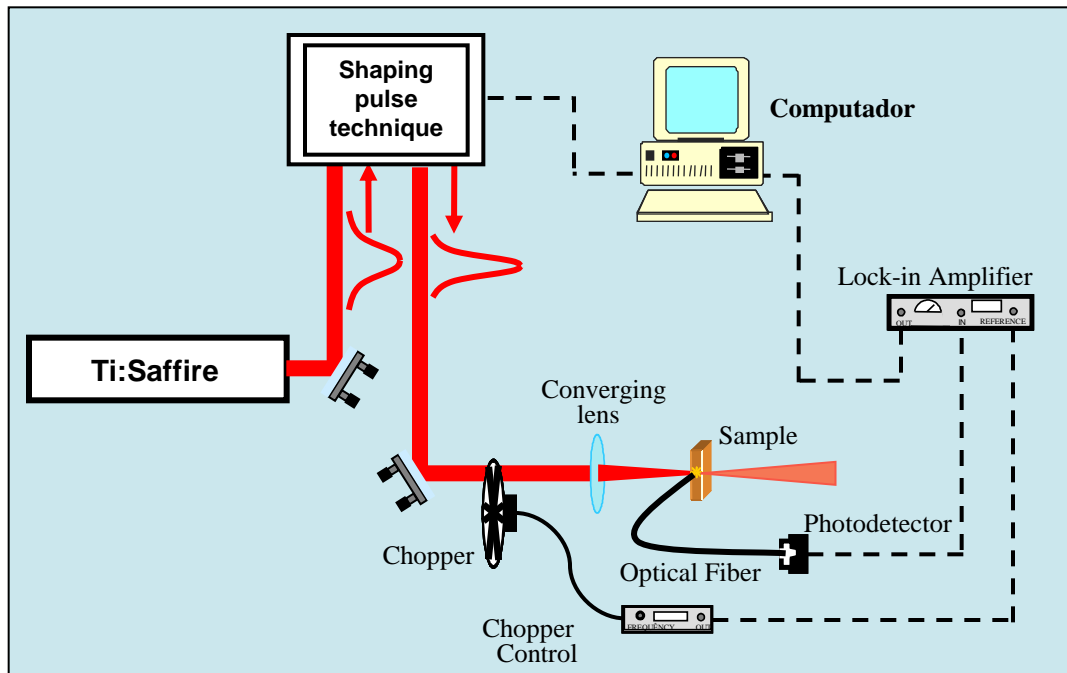 Shaping
pulse
technique
Computador
Lock-in Amplifier
OUT
IN
REFERENCE
Ti:Saffire
Converging
lens
Sample
Photodetector
Chopper
Optical Fiber
FREQUÊNCY
OUT
Chopper
Control